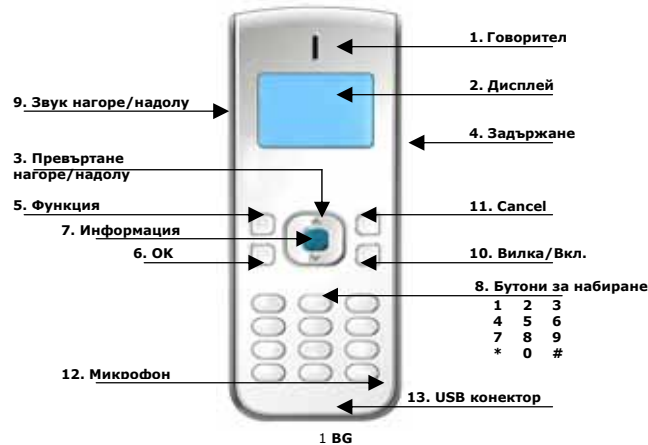 1. Говорител
2. Дисплей
9. Звук нагоре/надолу
4. Задържане
3. Превъртане
нагоре/надолу
5. Функция
11. Cancel
7. Информация
6. OK
10. Вилка/Вкл.
8. Бутони за набиране
1 2 3
4 5 6
7 8 9
* 0 #
12. Микрофон
13. USB конектор
1 BG